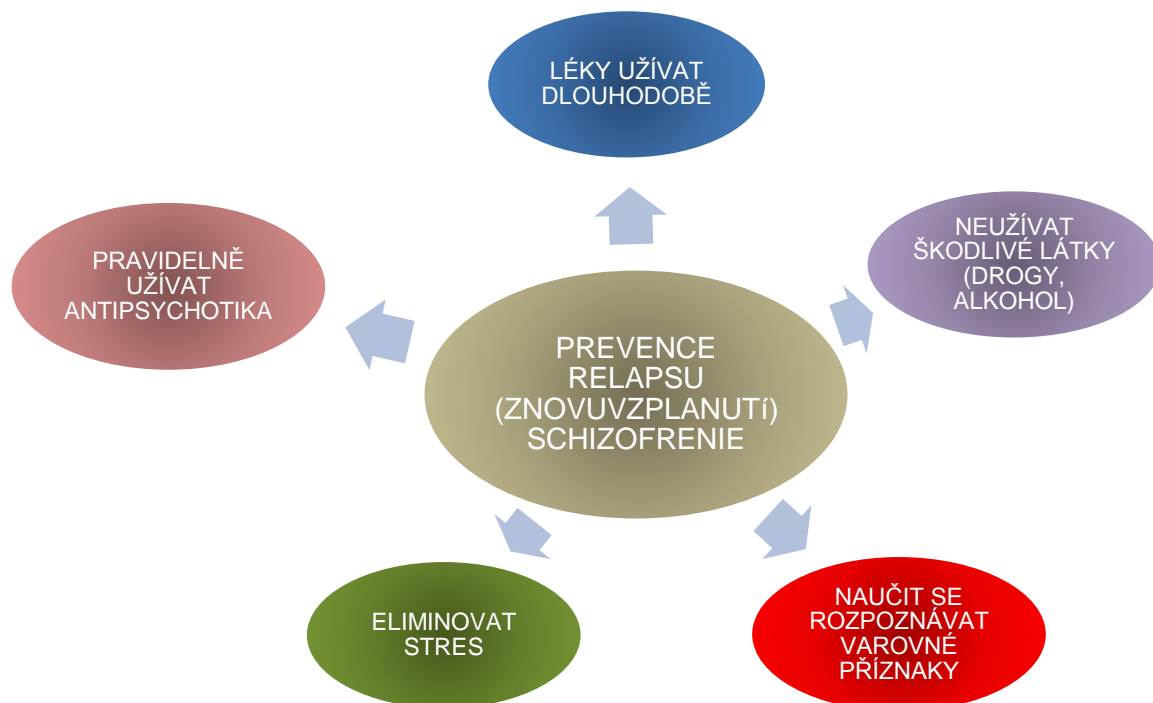 LÉKY UŽÍVAT
DLOUHODOBĚ
NEUŽÍVAT
ŠKODLIVÉ LÁTKY
(DROGY,
ALKOHOL)
PRAVIDELNĚ
UŽÍVAT
ANTIPSYCHOTIKA
PREVENCE
RELAPSU
(ZNOVUVZPLANUTí)
SCHIZOFRENIE
ELIMINOVAT
STRES
NAUČIT SE
ROZPOZNÁVAT
VAROVNÉ
PŘÍZNAKY